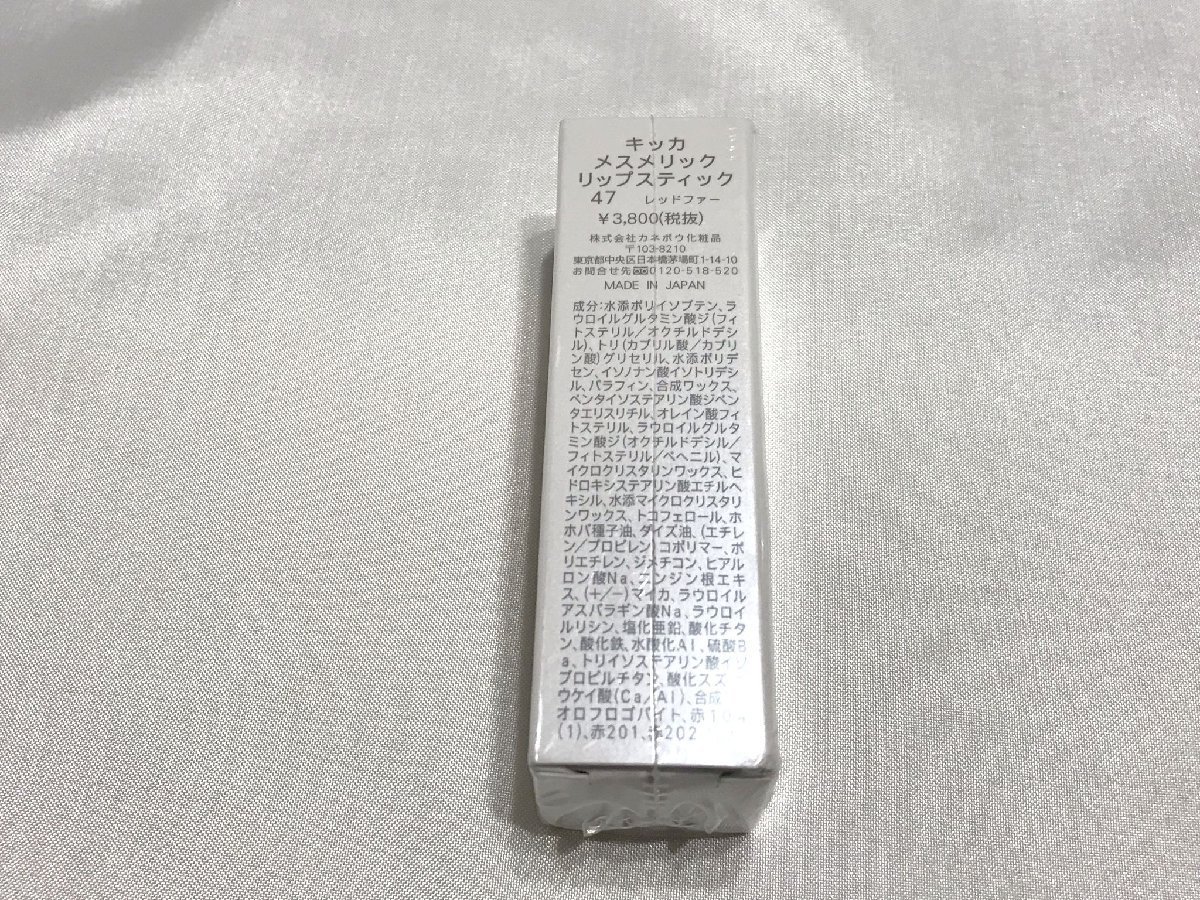 キッカ
メスメリック
リップスティック
47 レッドファー
¥3,800(税抜)
株式会社カネボウ化粧品
〒103-8210
東京都中央区日本橋茅場町1-14-10
お問合せ先 0120-518-520
MADE IN JAPAN
成分:水添ポリイソブテン、ラ
ウロイルグルタミン酸ジ(フィ
トステリル/オクチルドデシ
ル)、トリ(カプリル酸/カプリ
ン酸)グリセリル、水添ポリデ
セン、イソノナン酸イソトリデシ
ル、パラフィン、合成ワックス、
ペンタイソステアリン酸ジペン
タエリスリチル、オレイン酸フィ
トステリル、ラウロイルグルタ
ミン酸ジ(オクチルドデシル/
フィトステリル/ベヘニル)、マ
イクロクリスタリンワックス、ヒ
ドロキシステアリン酸エチルヘ
キシル、水添マイクロクリスタリ
ンワックス、トコフェロール、ホ
ホバ種子油、ダイズ油、(エチレ
ン/プロピレン)コポリマー、ポ
リエチレン、ジメチコン、ヒアル
ロン酸Na、ニンジン根エキ
ス、(+/-)マイカ、ラウロイル
アスパラギン酸Na、ラウロイ
ルリシン、塩化亜鉛、酸化チタ
ン、酸化鉄、水酸化Al、硫酸B
a、トリイソステアリン酸イソ
プロピルチタン、酸化スズ
ウケイ酸(Ca/Al)、合成
オロフロゴパイト、赤104
(1)、赤201、赤202